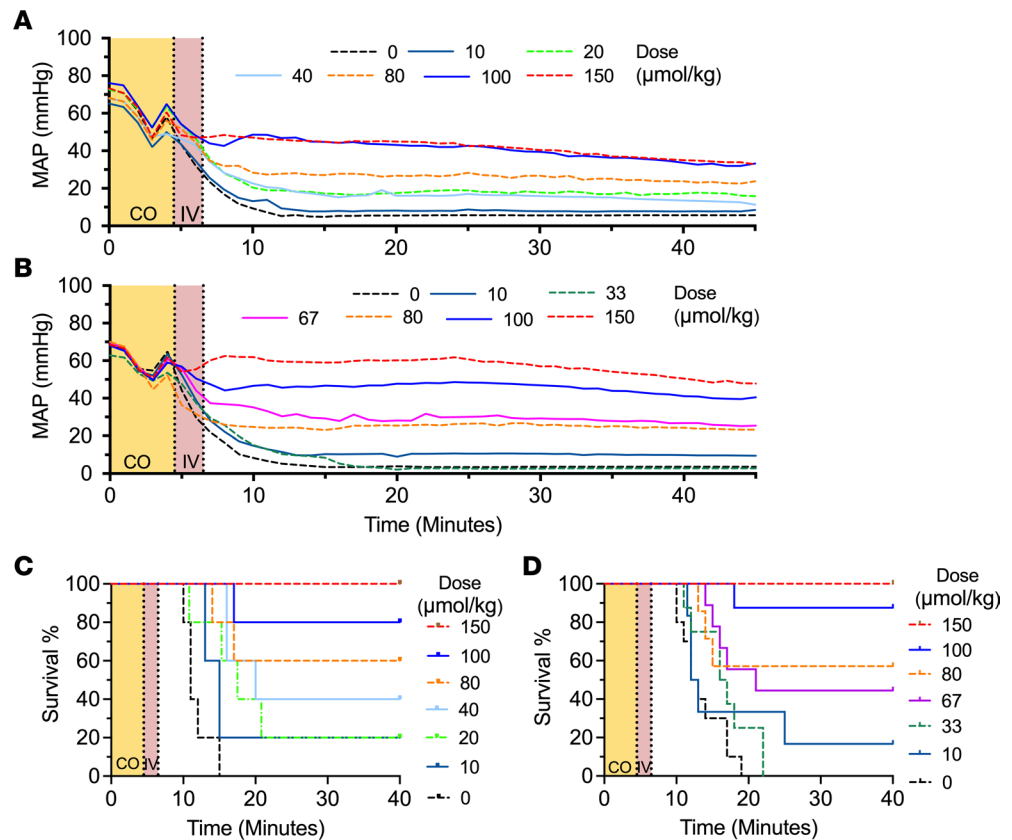 A
100
80
60
40
20
0
MAP (mmHg)
0 10 20 Dose
40 80 100 150 (µmol/kg)
CO IV
0 10 20 30 40
B
100
80
60
40
20
0
MAP (mmHg)
0 10 33 Dose
67 80 100 150 (µmol/kg)
CO IV
0 10 20 30 40
Time (Minutes)
C
100
80
60
40
20
0
Survival %
CO IV
0 10 20 30 40
Time (Minutes)
Dose
(µmol/kg)
150
100
80
40
20
10
0
D
100
80
60
40
20
0
Survival %
CO IV
0 10 20 30 40
Time (Minutes)
Dose
(µmol/kg)
150
100
80
67
33
10
0